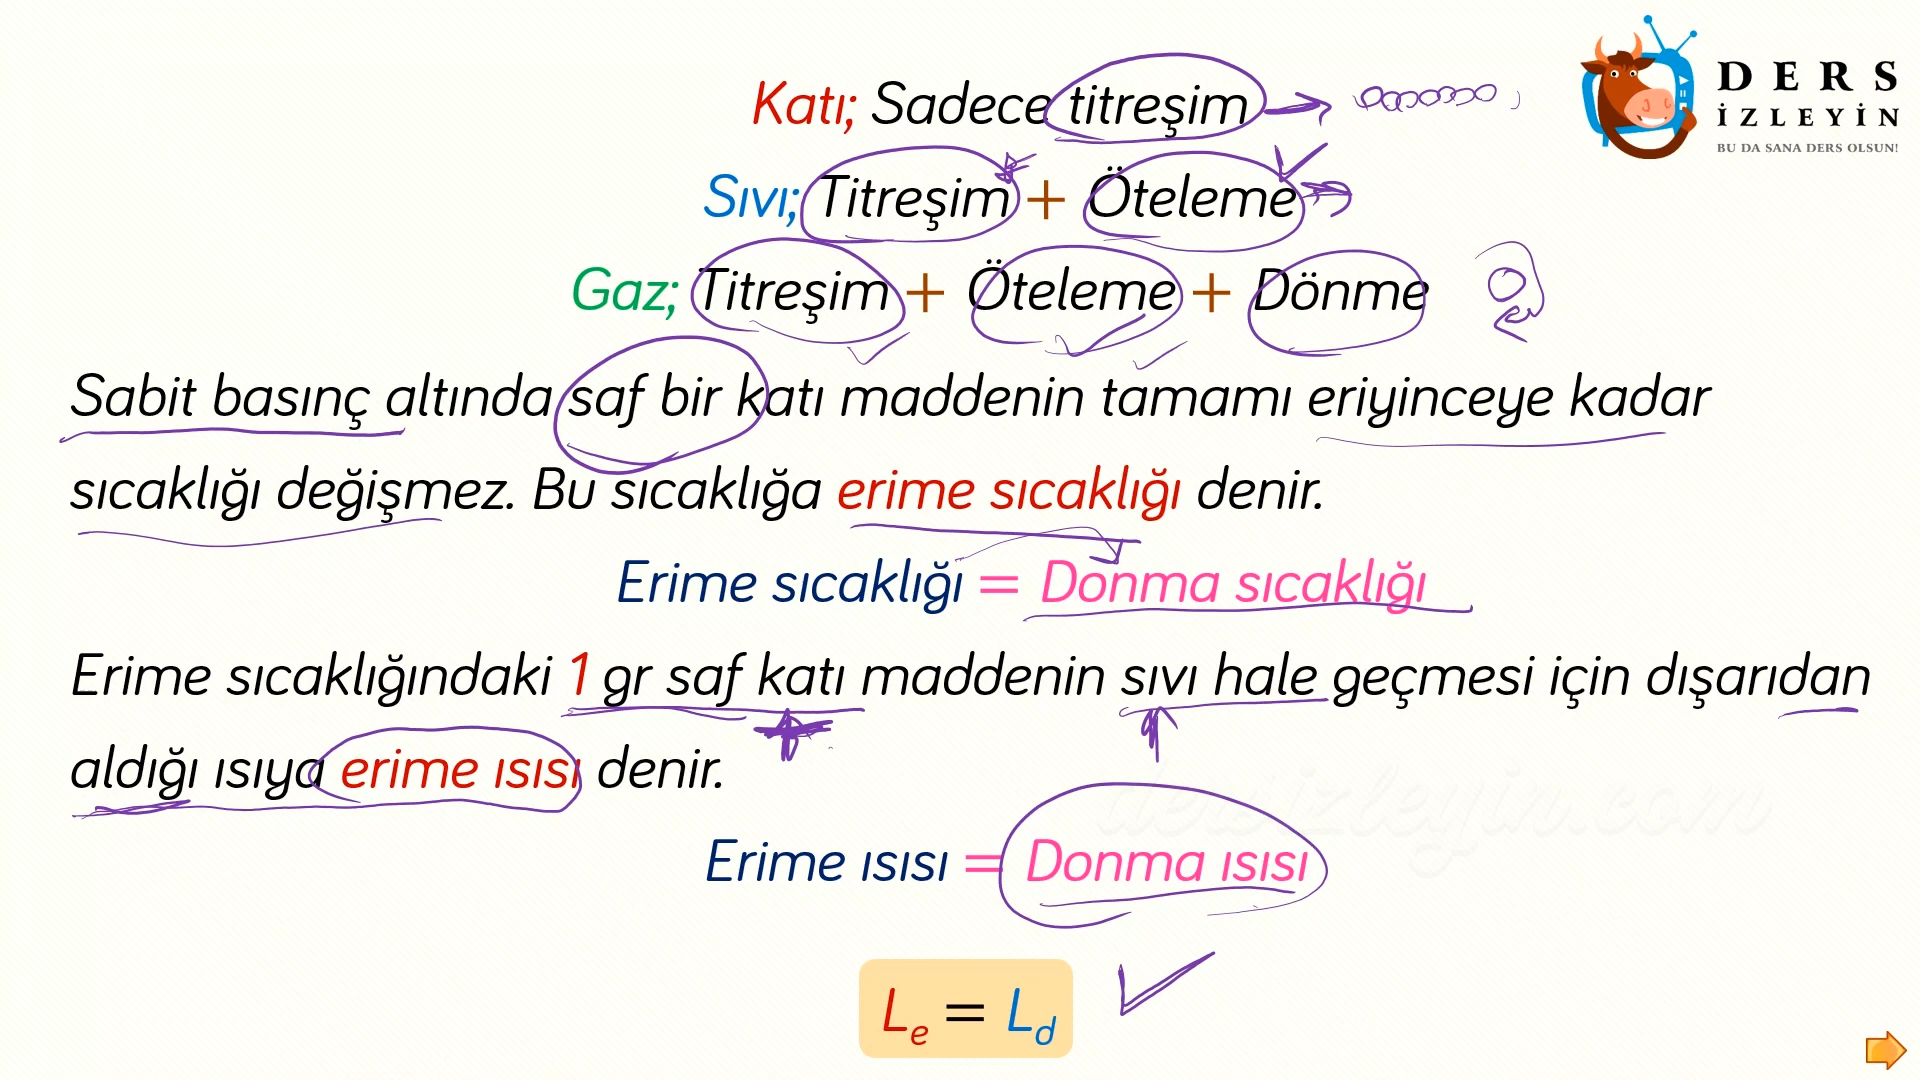 DERS
İZLEYİN
BU DA SANA DERS OLSUN!
Katı; Sadece titreşim
Sıvı; Titreşim + Öteleme
Gaz; Titreşim + Öteleme + Dönme
Sabit basınç altında saf bir katı maddenin tamamı eriyinceye kadar
sıcaklığı değişmez. Bu sıcaklığa erime sıcaklığı denir.
Erime sıcaklığı = Donma sıcaklığı
Erime sıcaklığındaki 1 gr saf katı maddenin sıvı hale geçmesi için dışarıdan
aldığı ısıya erime ısısı denir.
dersizleyin.com
Erime ısısı = Donma ısısı
Le = Ld